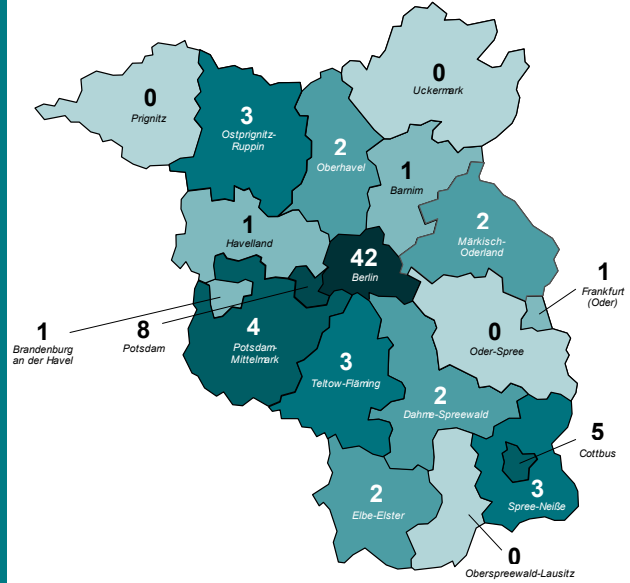 0
Prignitz
3
Ostprignitz-
Ruppin
2
Oberhavel
0
Uckermark
1
Barnim
1
Havelland
42
Berlin
2
Märkisch-
Oderland
1
Frankfurt
(Oder)
1
Brandenburg
an der Havel
8
Potsdam
4
Potsdam-
Mittelmark
3
Teltow-Fläming
0
Oder-Spree
2
Dahme-Spreewald
5
Cottbus
2
Elbe-Elster
3
Spree-Neiße
0
Oberspreewald-Lausitz